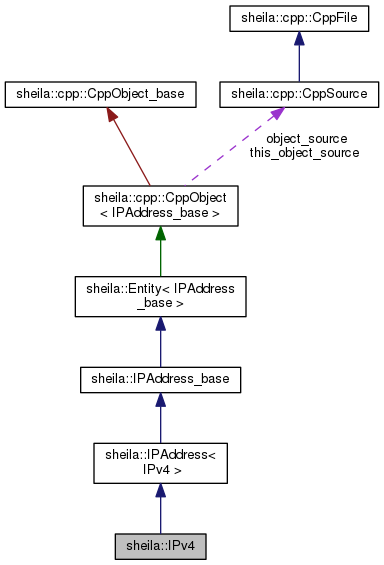 sheila::cpp::CppFile
sheila::cpp::CppObject_base
sheila::cpp::CppSource
object_source
this_object_source
sheila::cpp::CppObject
< IPAddress_base >
sheila::Entity< IPAddress
_base >
sheila::IPAddress_base
sheila::IPAddress<
IPv4 >
sheila::IPv4